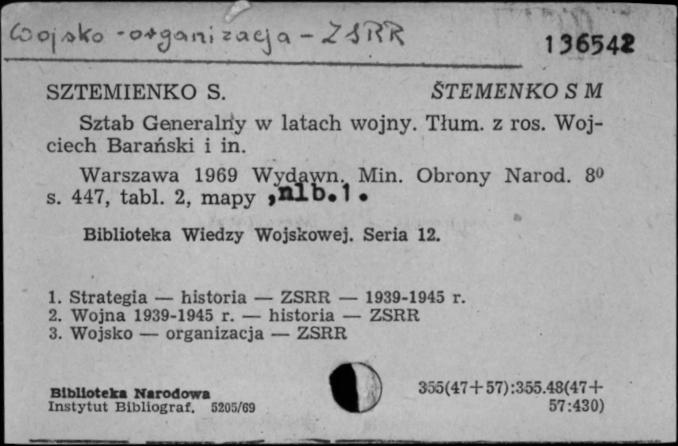 Wojsko - organizacja - ZSRR
136542
SZTEMIENKO S. ŠTEMENKO S M
Sztab Generalny w latach wojny. Tłum. z ros. Woj-
ciech Barański i in.
Warszawa 1969 Wydawn. Min. Obrony Narod. 8⁰
s. 447, tabl. 2, mapy ,nlb.1.
Biblioteka Wiedzy Wojskowej. Seria 12.
1. Strategia — historia — ZSRR — 1939-1945 r.
2. Wojna 1939-1945 r. — historia — ZSRR
3. Wojsko — organizacja — ZSRR
Biblioteka Narodowa 355(47+57):355.48(47+
Instytut Bibliograf. 5205/69 57:430)